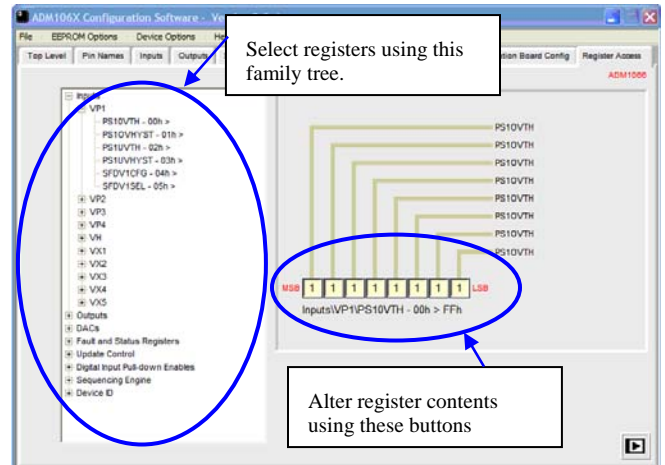 ADM106X Configuration Software - Ve
File EEPROM Options Device Options He
Top Level Pin Names Inputs Outputs
tion Board Config Register Access
Select registers using this
family tree.
ADM1066
Inputs
VP1
PS1OVTH - 00h >
PS1OVHYST - 01h >
PS1UVTH - 02h >
PS1UVHYST - 03h >
SFDV1CFG - 04h >
SFDV1SEL - 05h >
VP2
VP3
VP4
VH
VX1
VX2
VX3
VX4
VX5
Outputs
DACs
Fault and Status Registers
Update Control
Digital Input Pull-down Enables
Sequencing Engine
Device ID
PS1OVTH
PS1OVTH
PS1OVTH
PS1OVTH
PS1OVTH
PS1OVTH
PS1OVTH
PS1OVTH
MSB 1 1 1 1 1 1 1 1 LSB
Inputs\VP1\PS1OVTH - 00h > FFh
Alter register contents
using these buttons